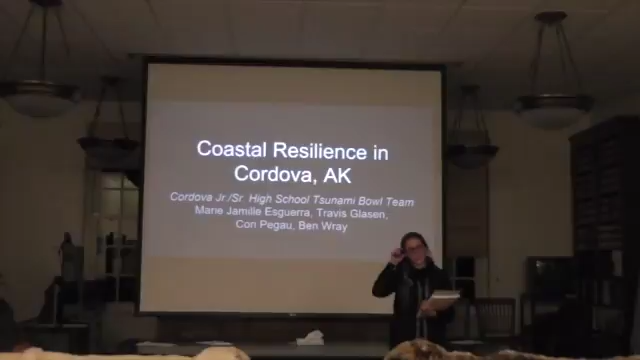 Coastal Resilience in
Cordova, AK
Cordova Jr./Sr. High School Tsunami Bowl Team
Marie Jamille Esguerra, Travis Glasen,
Cori Pegau, Ben Wray